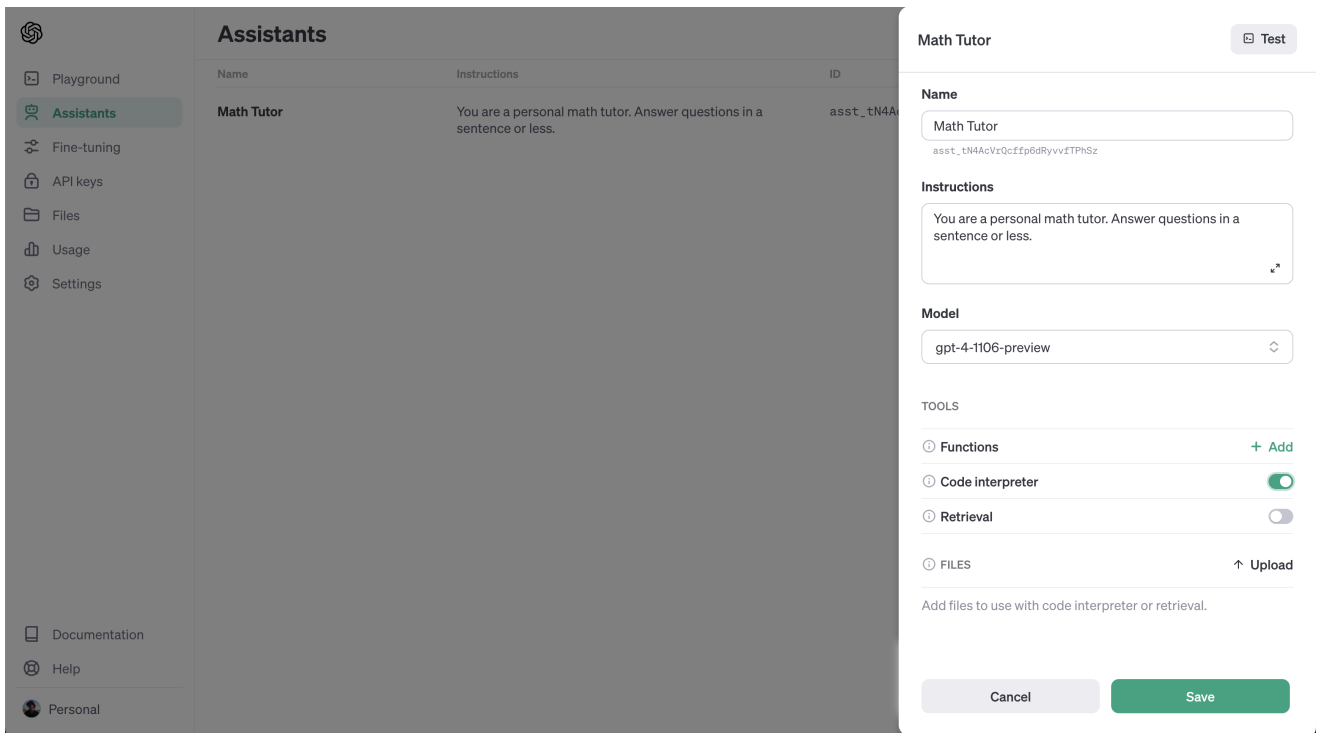 Playground
Assistants
Fine-tuning
API keys
Files
Usage
Settings
Documentation
Help
Personal
Assistants
Name Instructions ID
Math Tutor You are a personal math tutor. Answer questions in a asst_tN4A
sentence or less.
Math Tutor
Test
Name
Math Tutor
asst_tN4AcVrQcffp6dRyvvfTPhSz
Instructions
You are a personal math tutor. Answer questions in a
sentence or less.
Model
gpt-4-1106-preview
TOOLS
Functions + Add
Code interpreter
Retrieval
FILES Upload
Add files to use with code interpreter or retrieval.
Cancel Save